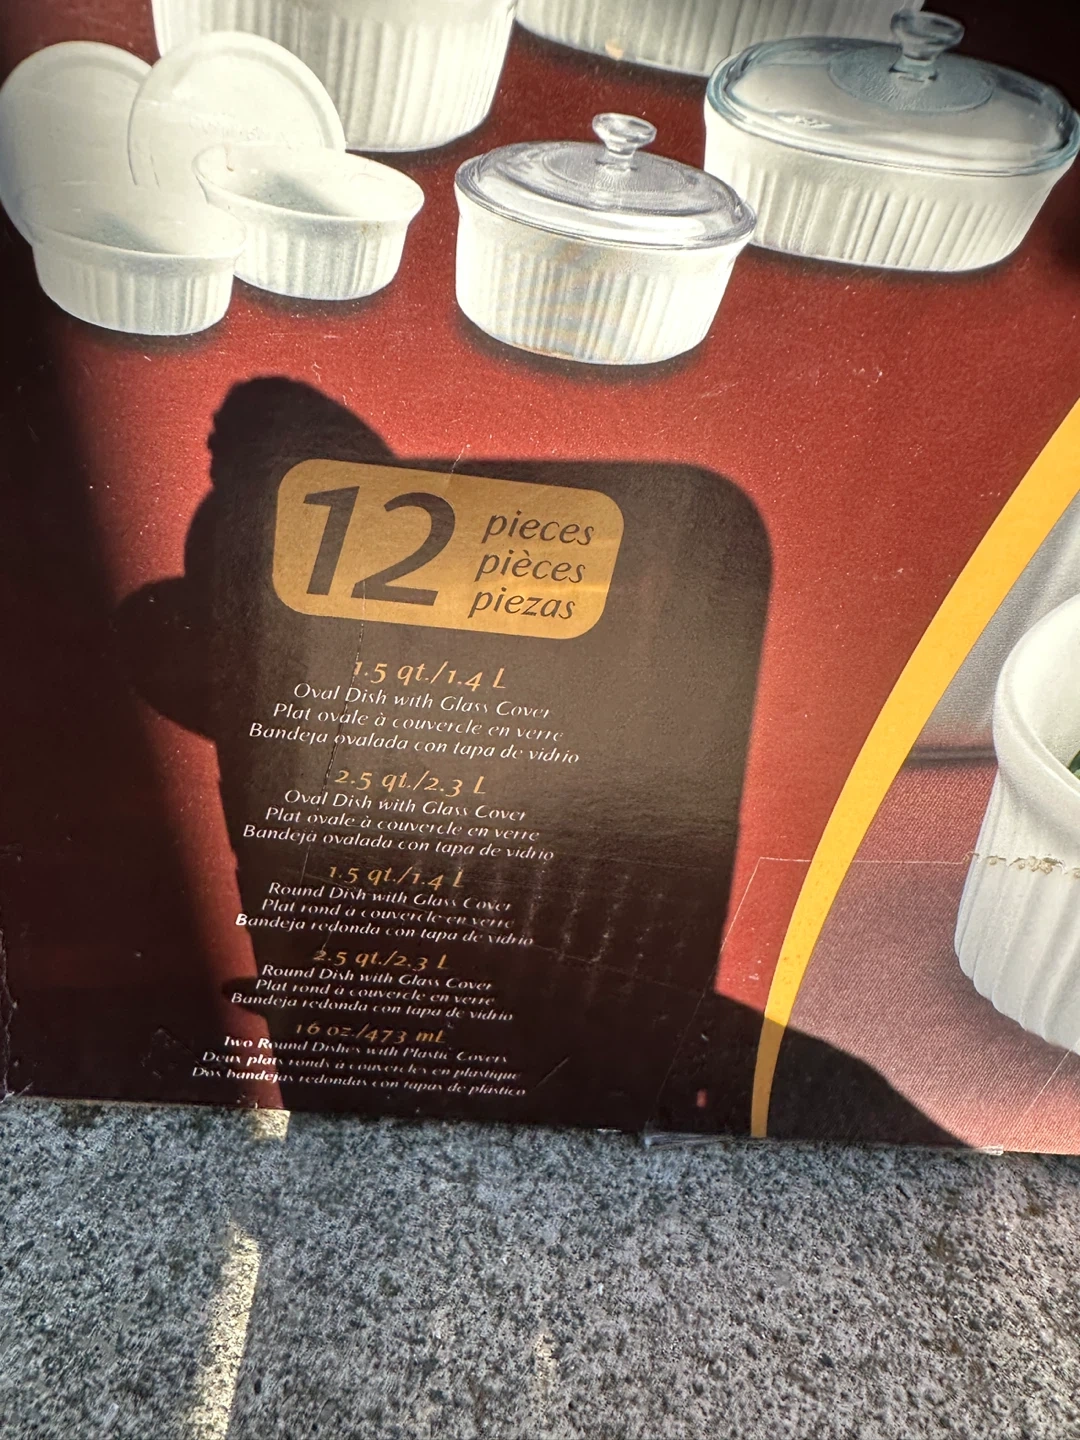 12
pieces
pièces
piezas
1.5 qt./1.4 L
Oval Dish with Glass Cover
Plat ovale à couvercle en verre
Bandeja ovalada con tapa de vidrio
2.5 qt./2.3 L
Oval Dish with Glass Cover
Plat ovale à couvercle en verre
Bandeja ovalada con tapa de vidrio
1.5 qt./1.4 L
Round Dish with Glass Cover
Plat rond à couvercle en verre
Bandeja redonda con tapa de vidrio
2.5 qt./2.3 L
Round Dish with Glass Cover
Plat rond à couvercle en verre
Bandeja redonda con tapa de vidrio
16 oz./473 mL
Two Round Dishes with Plastic Covers
Deux plats ronds à couvercles en plastique
Dos bandejas redondas con tapas de plástico